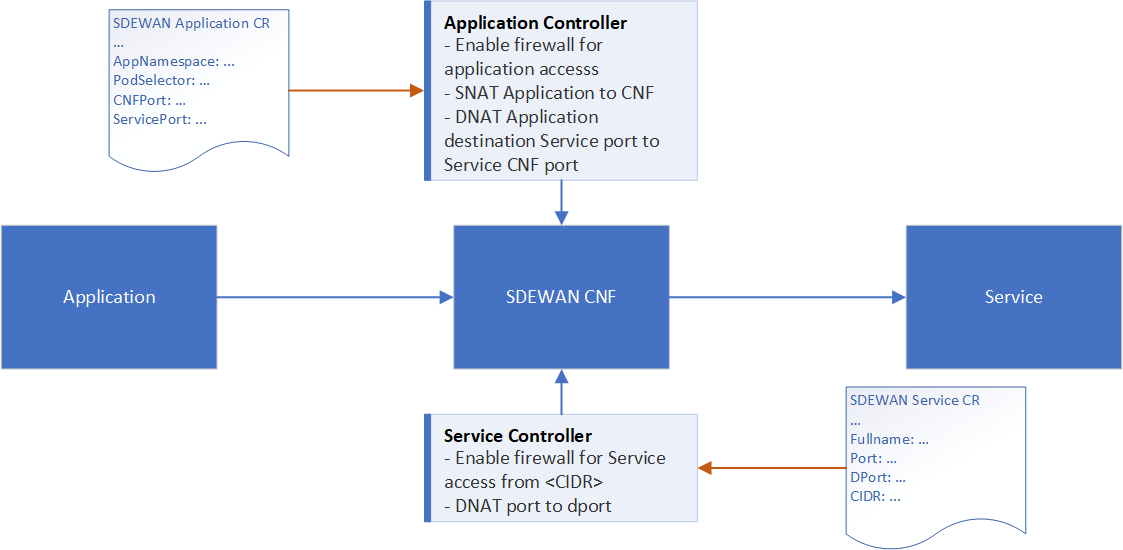 SDEWAN Application CR
...
AppNamespace: ...
PodSelector: ...
CNFPort: ...
ServicePort: ...
Application Controller
- Enable firewall for
application accesss
- SNAT Application to CNF
- DNAT Application
destination Service port to
Service CNF port
Application
SDEWAN CNF
Service
Service Controller
- Enable firewall for Service
access from <CIDR>
- DNAT port to dport
SDEWAN Service CR
...
Fullname: ...
Port: ...
DPort: ...
CIDR: ...